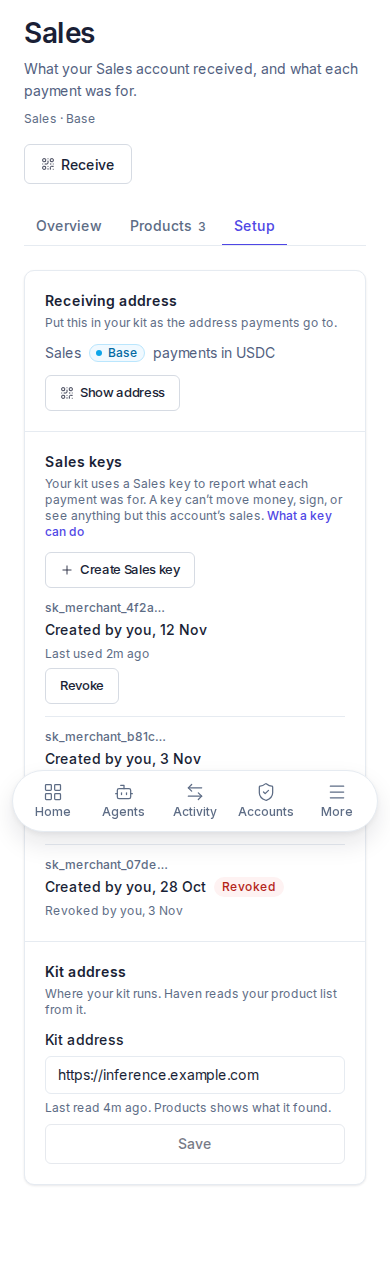 Sales
What your Sales account received, and what each
payment was for.
Sales · Base
Receive
Overview Products 3 Setup
Receiving address
Put this in your kit as the address payments go to.
Sales Base payments in USDC
Show address
Sales keys
Your kit uses a Sales key to report what each
payment was for. A key can’t move money, sign, or
see anything but this account’s sales. What a key
can do
Create Sales key
sk_merchant_4f2a…
Created by you, 12 Nov
Last used 2m ago
Revoke
sk_merchant_b81c…
Created by you, 3 Nov
Home Agents Activity Accounts More
sk_merchant_07de…
Created by you, 28 Oct Revoked
Revoked by you, 3 Nov
Kit address
Where your kit runs. Haven reads your product list
from it.
Kit address
https://inference.example.com
Last read 4m ago. Products shows what it found.
Save